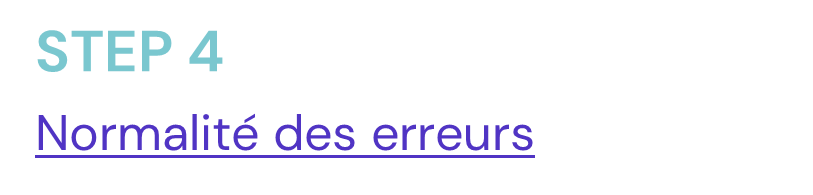 STEP 4
Normalité des erreurs